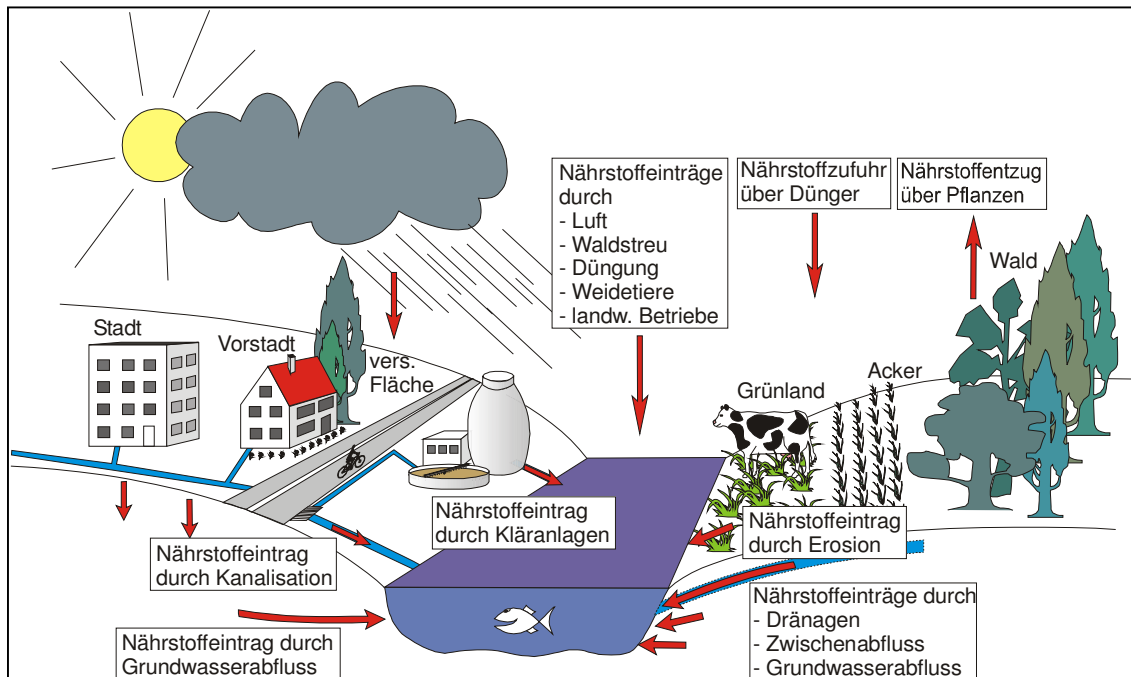 Nährstoffeinträge
durch
- Luft
- Waldstreu
- Düngung
- Weidetiere
- landw. Betriebe
Nährstoffzufuhr
über Dünger
Nährstoffentzug
über Pflanzen
Wald
Stadt
Vorstadt
vers.
Fläche
Grünland
Acker
Nährstoffeintrag
durch Kläranlagen
Nährstoffeintrag
durch Erosion
Nährstoffeintrag
durch Kanalisation
Nährstoffeinträge durch
- Dränagen
- Zwischenabfluss
- Grundwasserabfluss
Nährstoffeintrag durch
Grundwasserabfluss